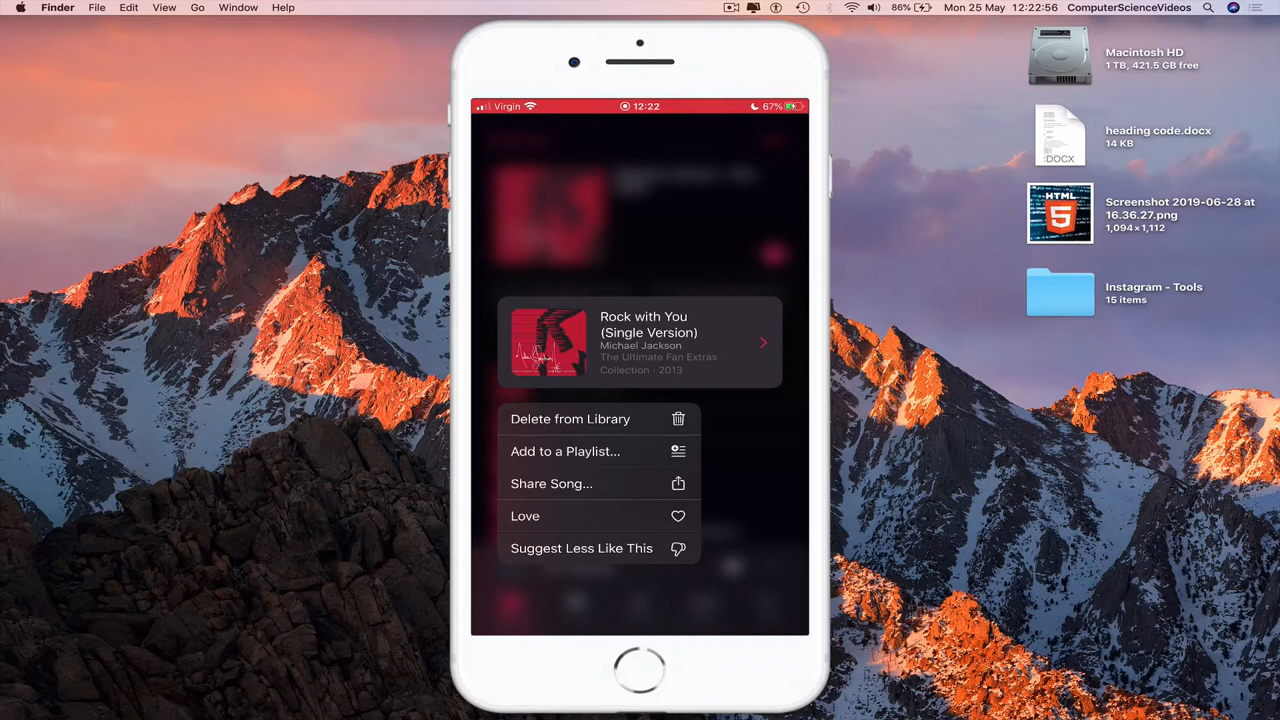 Finder File Edit View Go Window Help
86% Mon 25 May 12:22:56 ComputerScienceVideos
Macintosh HD
1 TB, 421.5 GB free
heading code.docx
14 KB
DOCX
HTML
5
Screenshot 2019-06-28 at
16.36.27.png
1,094×1,112
Instagram - Tools
15 items
Virgin 12:22 67%
Rock with You
(Single Version)
Michael Jackson
The Ultimate Fan Extras
Collection · 2013
Delete from Library
Add to a Playlist...
Share Song...
Love
Suggest Less Like This